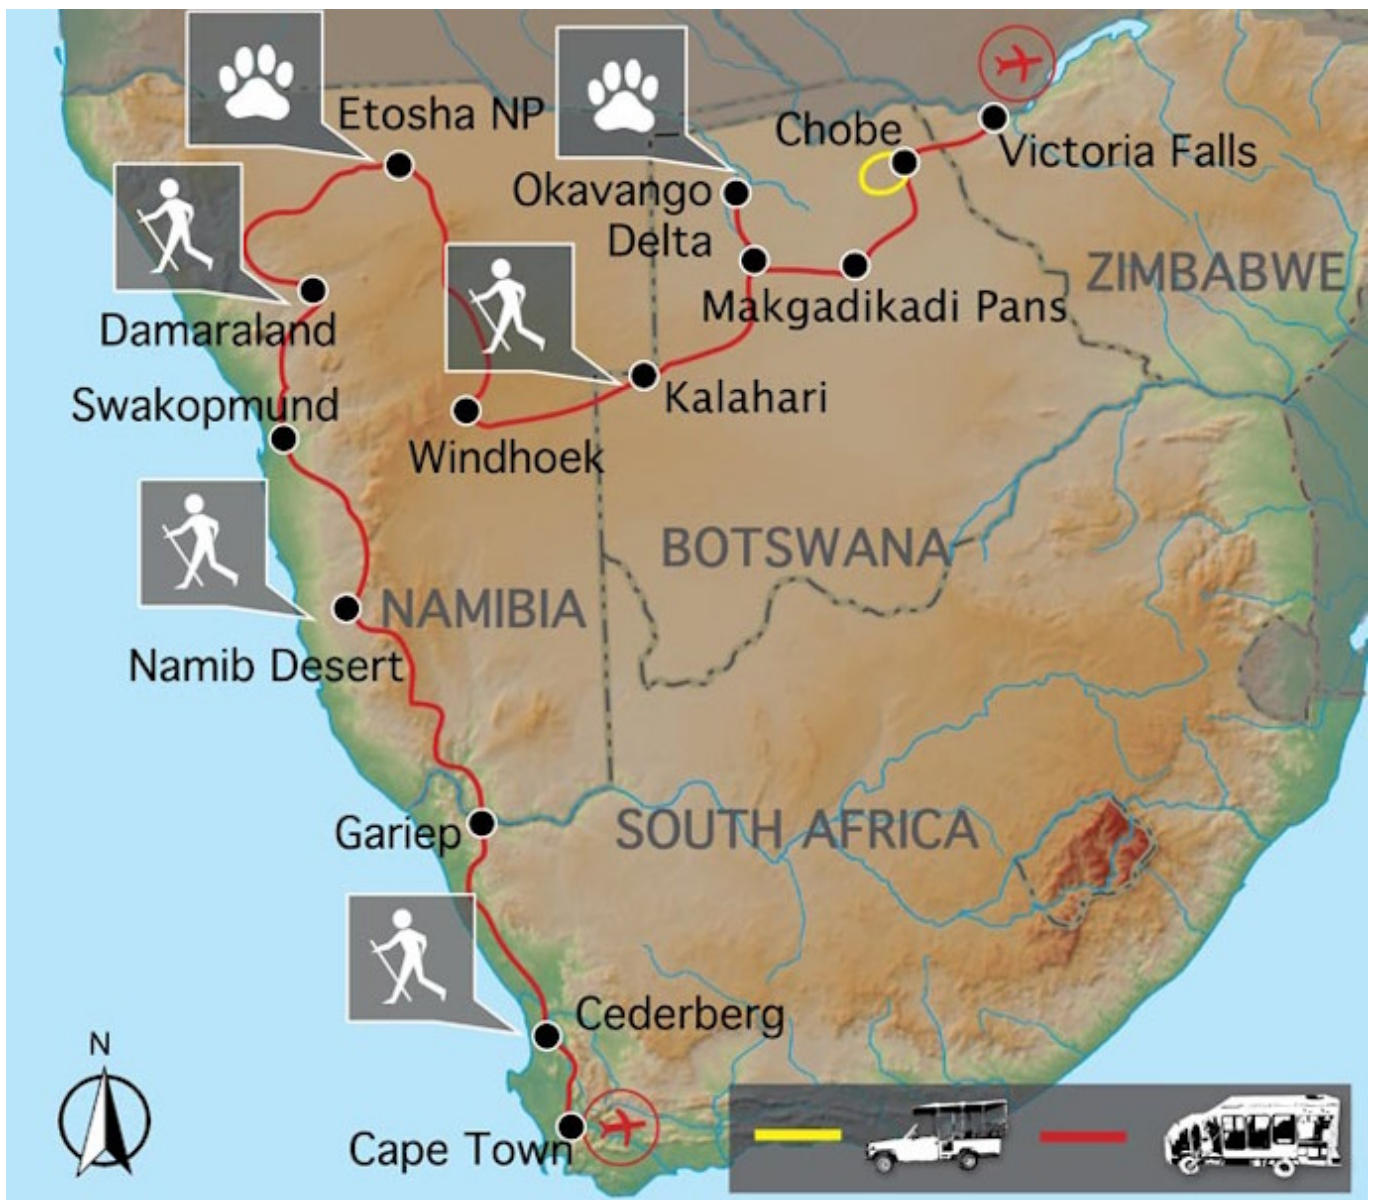 Etosha NP
Chobe
Victoria Falls
Okavango
Delta
ZIMBABWE
Makgadikadi Pans
Damaraland
Swakopmund
Kalahari
Windhoek
BOTSWANA
NAMIBIA
Namib Desert
Gariep
SOUTH AFRICA
Cederberg
N
Cape Town